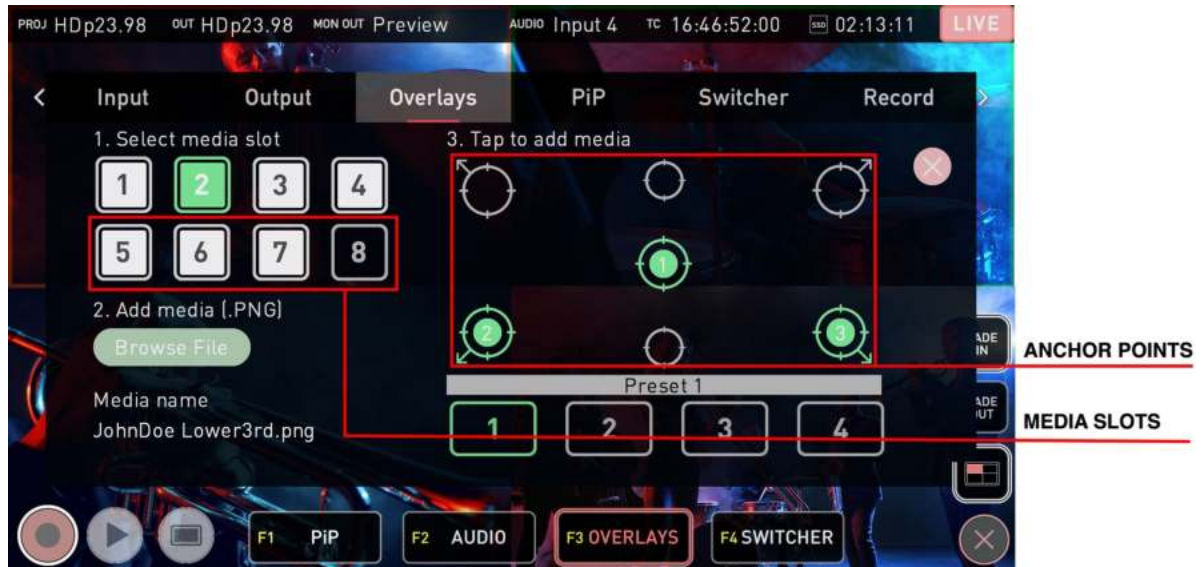 PROJ HDp23.98 OUT HDp23.98 MON OUT Preview AUDIO Input 4 TC 16:46:52:00 SSD 02:13:11 LIVE
< Input Output Overlays PiP Switcher Record >
1. Select media slot
3. Tap to add media
1 2 3 4
5 6 7 8
1
2 3
2. Add media (.PNG)
Browse File
ADE
IN
ANCHOR POINTS
Preset 1
Media name
JohnDoe Lower3rd.png
1 2 3 4
ADE
OUT
MEDIA SLOTS
F1 PiP F2 AUDIO F3 OVERLAYS F4 SWITCHER